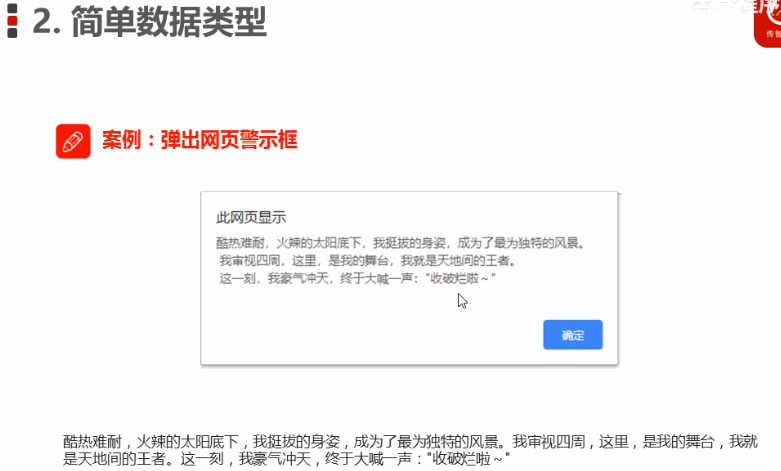 2. 简单数据类型
传智
案例：弹出网页警示框
此网页显示
酷热难耐，火辣的太阳底下，我挺拔的身姿，成为了最为独特的风景。
我审视四周，这里，是我的舞台，我就是天地间的王者。
这一刻，我豪气冲天，终于大喊一声："收破烂啦～"
确定
酷热难耐，火辣的太阳底下，我挺拔的身姿，成为了最为独特的风景。我审视四周，这里，是我的舞台，我就
是天地间的王者。这一刻，我豪气冲天，终于大喊一声："收破烂啦～"